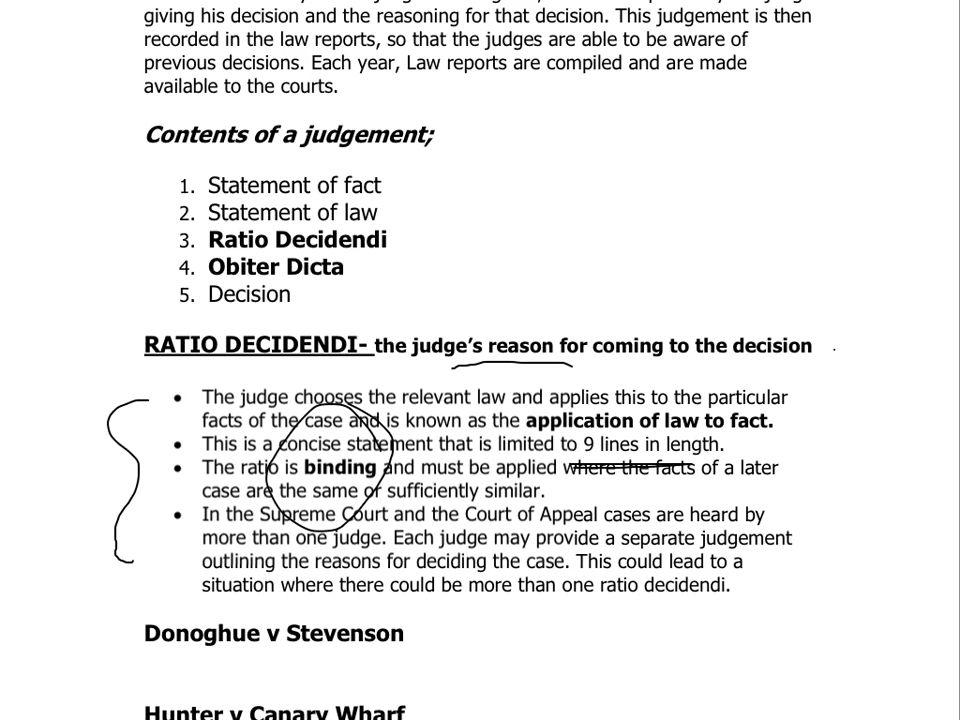 giving his decision and the reasoning for that decision. This judgement is then
recorded in the law reports, so that the judges are able to be aware of
previous decisions. Each year, Law reports are compiled and are made
available to the courts.
Contents of a judgement;
1. Statement of fact
2. Statement of law
3. Ratio Decidendi
4. Obiter Dicta
5. Decision
RATIO DECIDENDI- the judge's reason for coming to the decision
• The judge chooses the relevant law and applies this to the particular
facts of the case and is known as the application of law to fact.
• This is a concise statement that is limited to 9 lines in length.
• The ratio is binding and must be applied where the facts of a later
case are the same or sufficiently similar.
• In the Supreme Court and the Court of Appeal cases are heard by
more than one judge. Each judge may provide a separate judgement
outlining the reasons for deciding the case. This could lead to a
situation where there could be more than one ratio decidendi.
Donoghue v Stevenson
Hunter v Canary Wharf